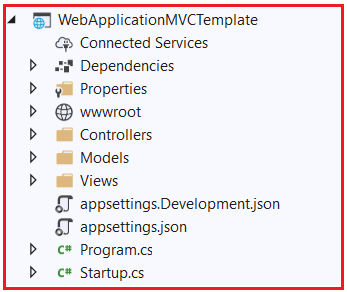 WebApplicationMVCTemplate
Connected Services
Dependencies
Properties
wwwroot
Controllers
Models
Views
appsettings.Development.json
appsettings.json
C# Program.cs
C# Startup.cs